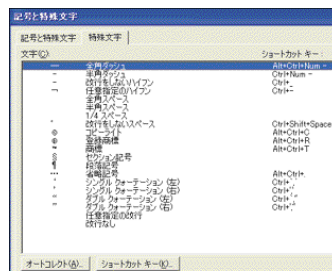 記号と特殊文字
記号と特殊文字 特殊文字
文字(C): ショートカット キー:
— 全角ダッシュ Alt+Ctrl+Num -
– 半角ダッシュ Ctrl+Num -
- 改行をしないハイフン Ctrl+_
¬ 任意指定のハイフン Ctrl+-
全角スペース
半角スペース
1/4 スペース
° 改行をしないスペース Ctrl+Shift+Space
© コピーライト Alt+Ctrl+C
® 登録商標 Alt+Ctrl+R
™ 商標 Alt+Ctrl+T
§ セクション記号
¶ 段落記号
… 省略記号 Alt+Ctrl+.
‘ シングル クォーテーション (左)
’ シングル クォーテーション (右)
“ ダブル クォーテーション (左)
” ダブル クォーテーション (右)
任意指定の改行
改行なし
オートコレクト(A)... ショートカット キー(K)...